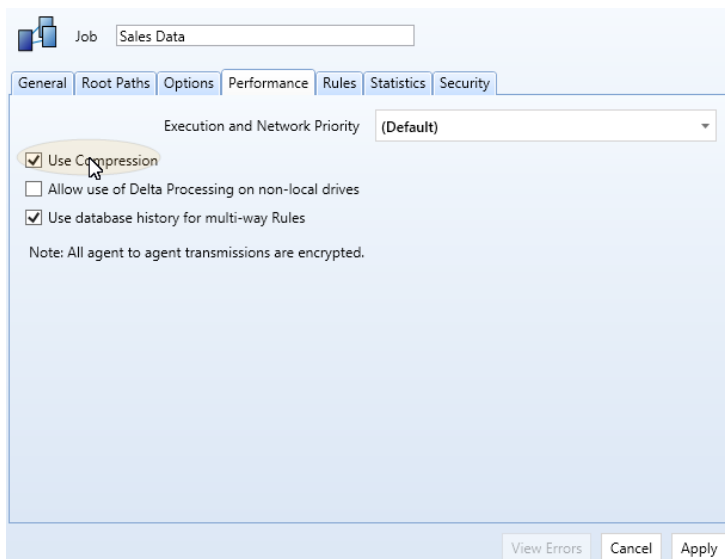 Job Sales Data
General Root Paths Options Performance Rules Statistics Security
Execution and Network Priority (Default)
Use Compression
Allow use of Delta Processing on non-local drives
Use database history for multi-way Rules
Note: All agent to agent transmissions are encrypted.
View Errors Cancel Apply